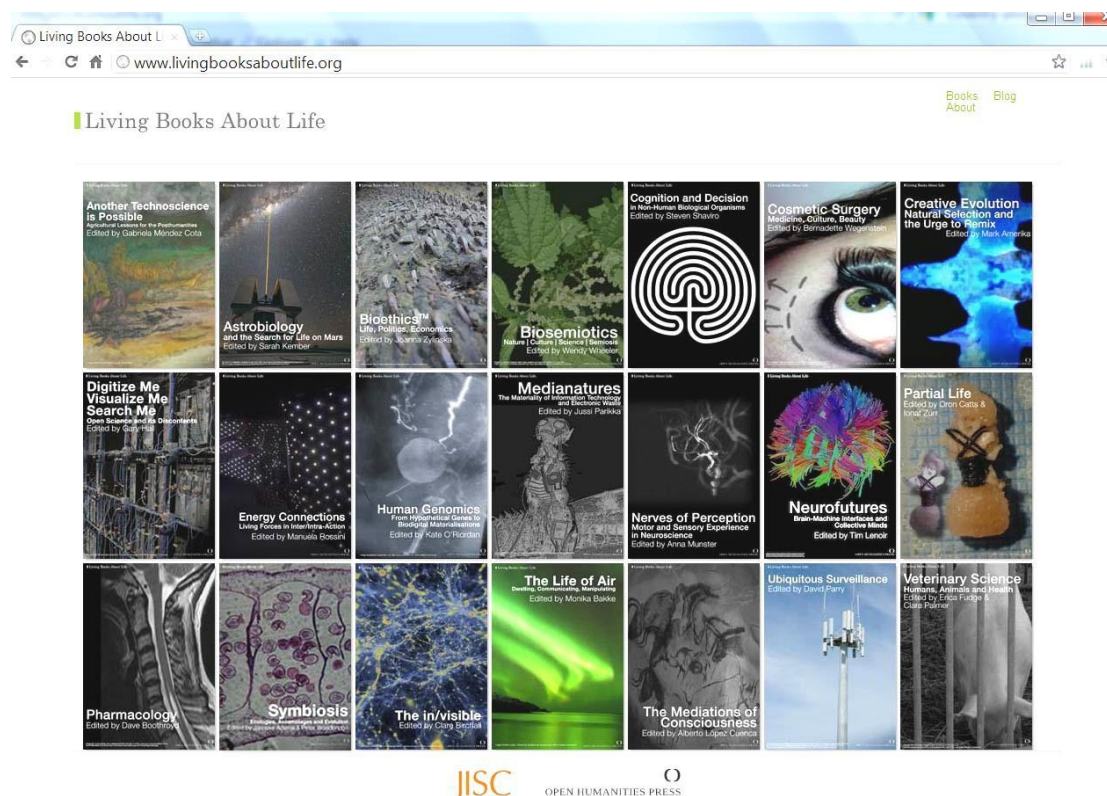 Living Books About L
www.livingbooksaboutlife.org
Books Blog
About
Living Books About Life
Another Technoscience
is Possible
Agricultural Lessons for the Posthumanities
Edited by Gabriela Méndez Cota
Astrobiology
and the Search for Life on Mars
Edited by Sarah Kember
Bioethics™
Life, Politics, Economics
Edited by Joanna Zylinska
Biosemiotics
Nature | Culture | Science | Semiosis
Edited by Wendy Wheeler
Cognition and Decision
in Non-Human Biological Organisms
Edited by Steven Shaviro
Cosmetic Surgery
Medicine, Culture, Beauty
Edited by Bernadette Wegenstein
Creative Evolution
Natural Selection and
the Urge to Remix
Edited by Mark Amerika
Digitize Me
Visualize Me
Search Me
Open Science and its Discontents
Edited by Gary Hall
Energy Connections
Living Forces in Inter/Intra-Action
Edited by Manuela Rossini
Human Genomics
From Hypothetical Genes to
Biodigital Materialisations
Edited by Kate O'Riordan
Medianatures
The Materiality of Information Technology
and Electronic Waste
Edited by Jussi Parikka
Nerves of Perception
Motor and Sensory Experience
in Neuroscience
Edited by Anna Munster
Neurofutures
Brain-Machine Interfaces and
Collective Minds
Edited by Tim Lenoir
Partial Life
Edited by Oron Catts &
Ionat Zurr
Pharmacology
Edited by Dave Boothroyd
Symbiosis
Ecologies, Assemblages and Evolution
Edited by
The in/visible
Edited by Clare Birchall
The Life of Air
Dwelling, Communicating, Manipulating
Edited by Monika Bakke
The Mediations of
Consciousness
Edited by Alberto López Cuenca
Ubiquitous Surveillance
Edited by David Parry
Veterinary Science
Humans, Animals and Health
Edited by Erica Fudge &
Clare Palmer
JISC
OPEN HUMANITIES PRESS